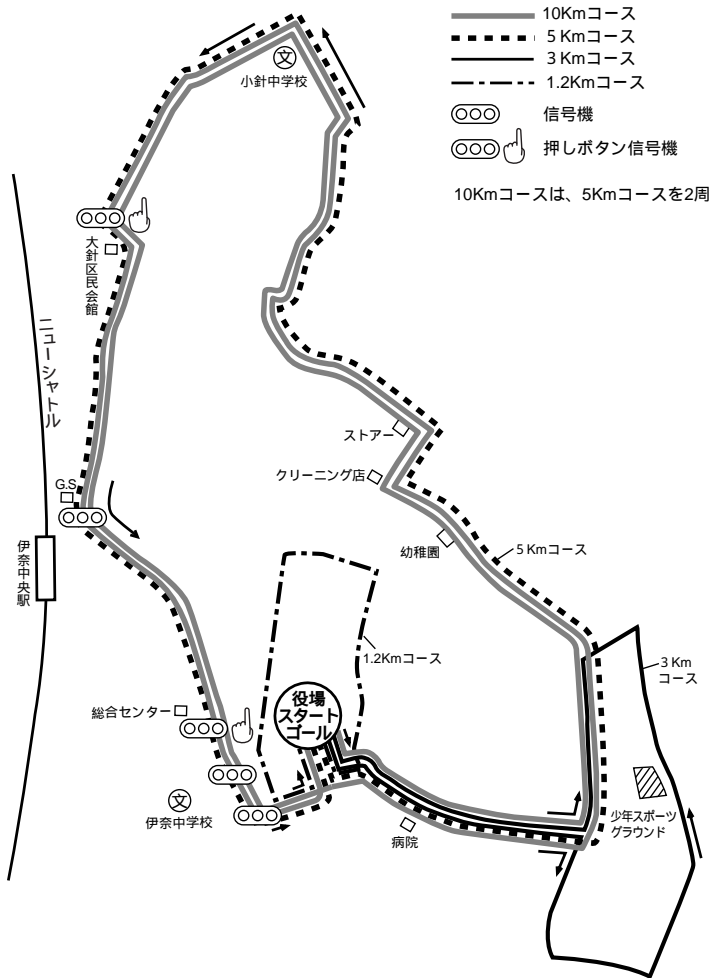 10Kmコース
5 Kmコース
3 Kmコース
1.2Kmコース
信号機
押しボタン信号機
10Kmコースは、5Kmコースを2周
文
小針中学校
大針区民会館
ニューシャトル
ストアー
クリーニング店
G.S
幼稚園
5 Kmコース
伊奈中央駅
1.2Kmコース
3 Km
コース
総合センター
役場
スタート
ゴール
文
伊奈中学校
病院
少年スポーツ
グラウンド